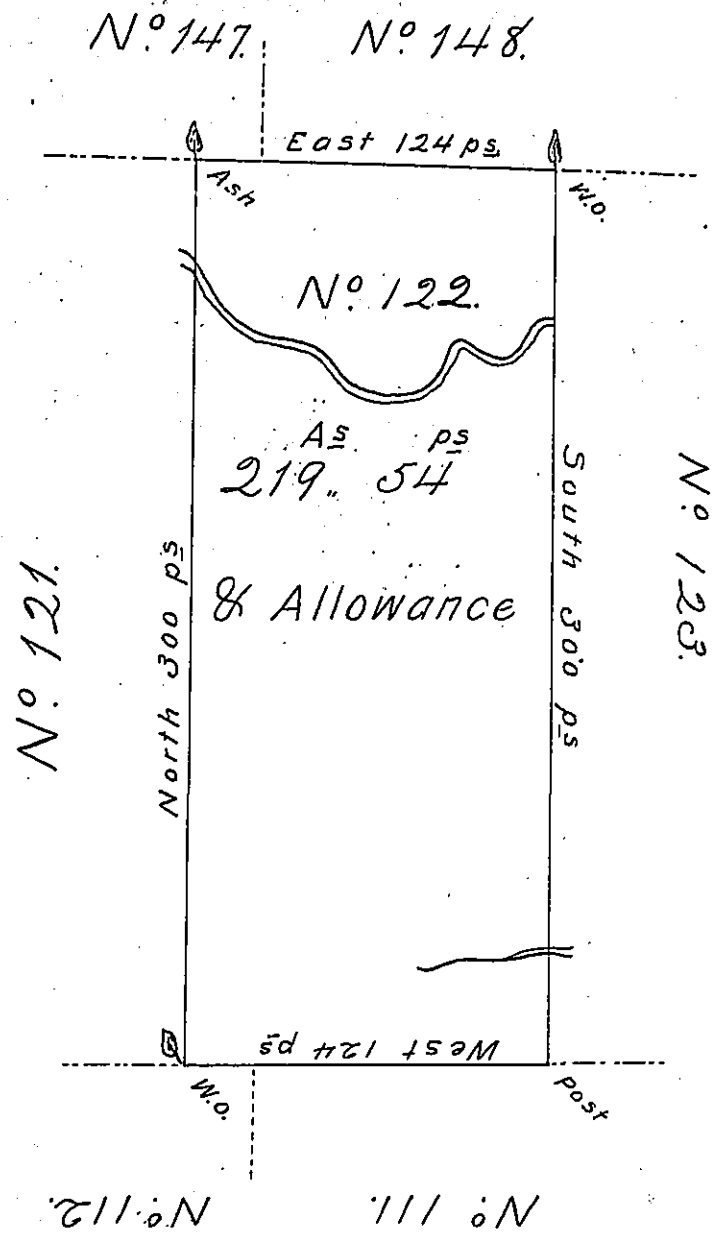 Nº 147. Nº 148.
East 124 ps
Ash
W.O.
Nº 122.
As ps
219,, 54
& Allowance
North 300 ps
South 300 ps
Nº 121.
Nº 123.
West 124 ps
W.O.
Post
Nº 112.
Nº 111.